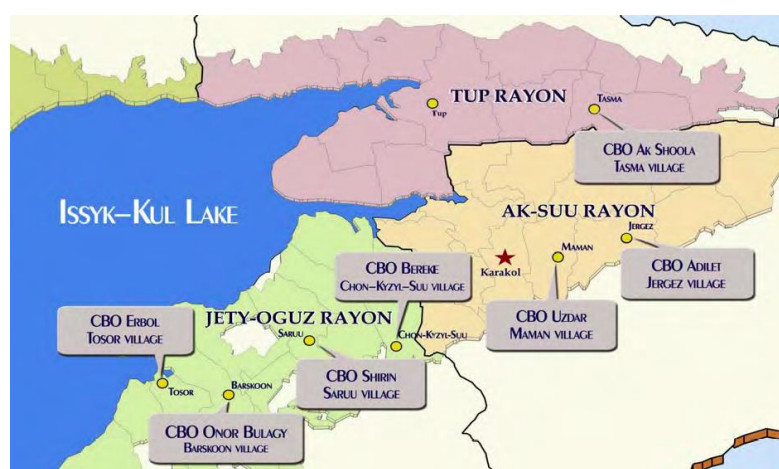 TUP RAYON
TASMA
Tup
CBO AK SHOOLA
TASMA VILLAGE
ISSYK-KUL LAKE
AK-SUU RAYON
JERGEZ
MAMAN
Karakol
CBO ADILET
JERGEZ VILLAGE
CBO BEREKE
CHON-KYZYL-SUU VILLAGE
CBO UZDAR
MAMAN VILLAGE
JETY-OGUZ RAYON
CBO ERBOL
TOSOR VILLAGE
SARUU
CHON-KYZYL-SUU
CBO SHIRIN
SARUU VILLAGE
TOSOR
BARSKOON
CBO ONOR BULAGY
BARSKOON VILLAGE